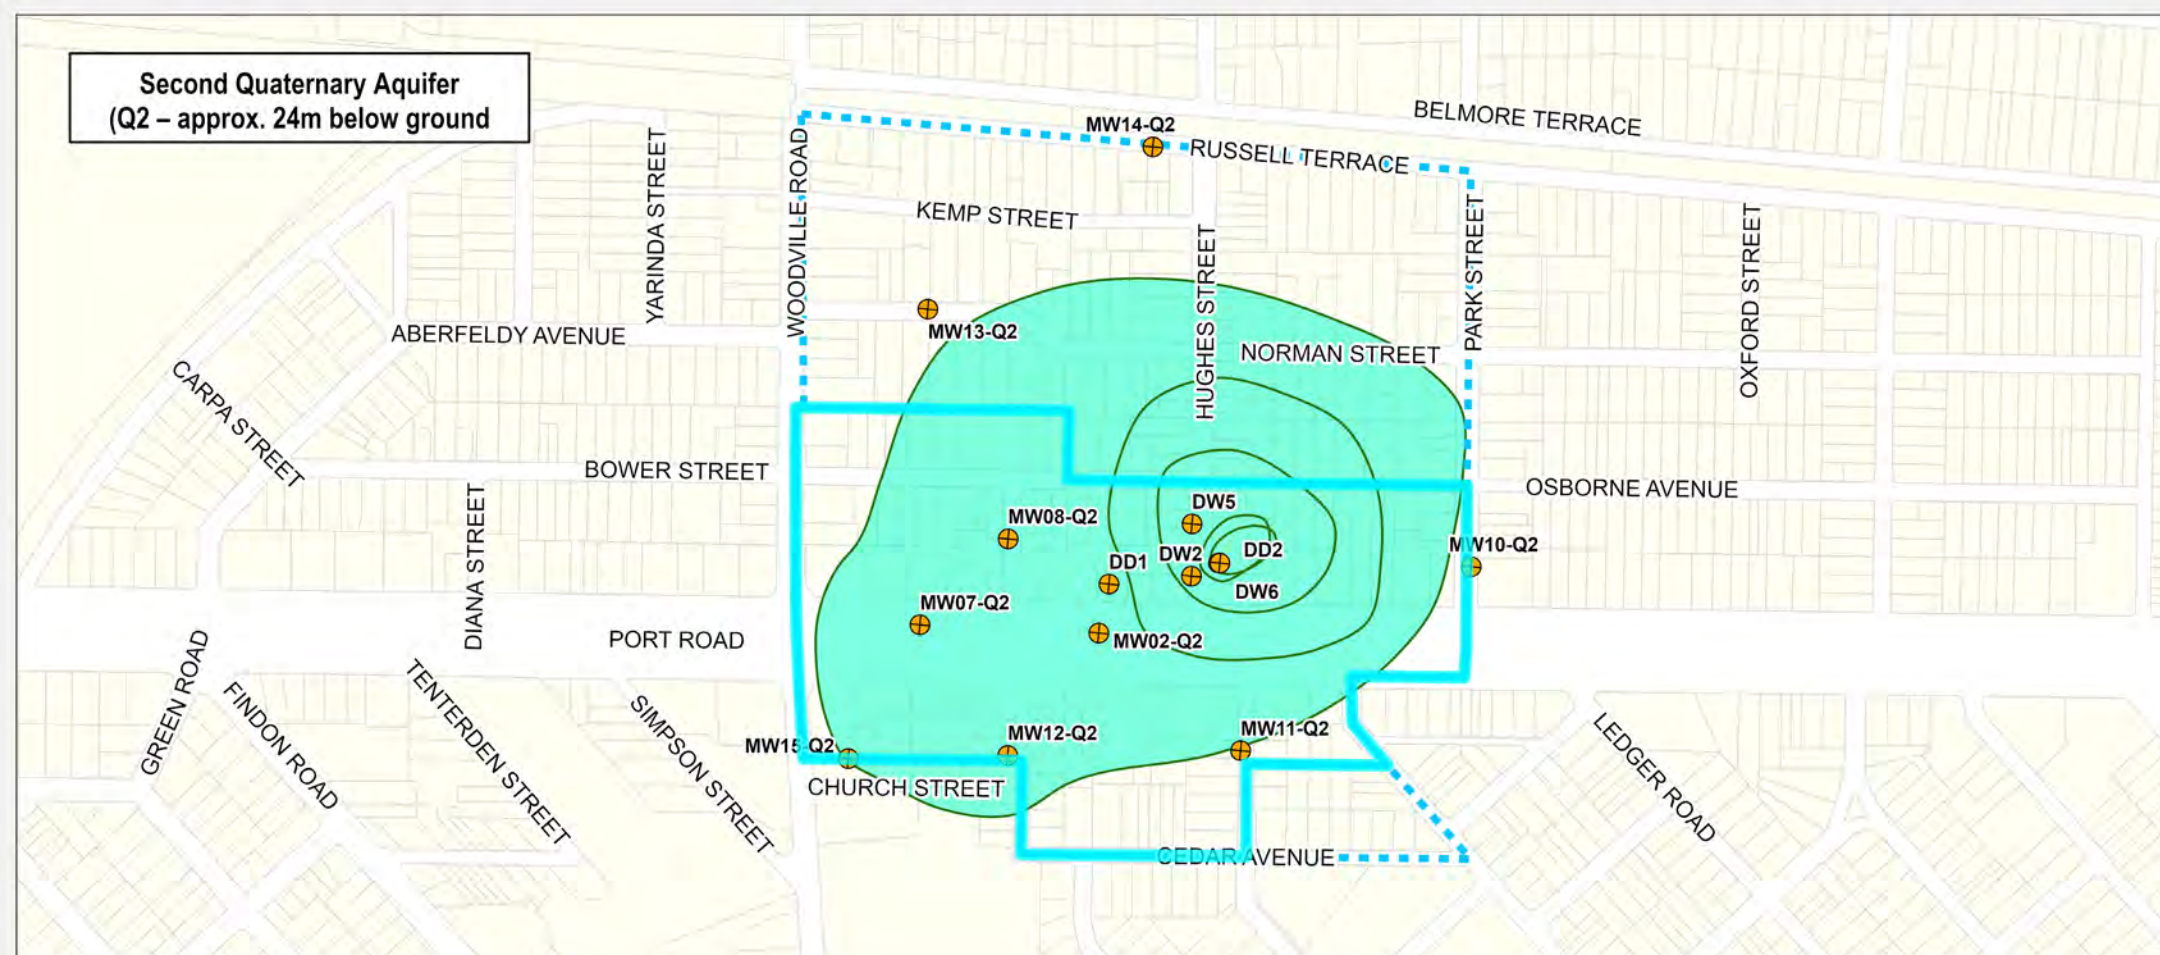 Second Quaternary Aquifer
(Q2 – approx. 24m below ground
BELMORE TERRACE
MW14-Q2
RUSSELL TERRACE
YARINDA STREET
WOODVILLE ROAD
KEMP STREET
HUGHES STREET
PARK STREET
OXFORD STREET
ABERFELDY AVENUE
MW13-Q2
NORMAN STREET
CARPA STREET
BOWER STREET
OSBORNE AVENUE
DIANA STREET
MW08-Q2
DW5
MW10-Q2
DD1
DW2
DD2
DW6
MW07-Q2
MW02-Q2
PORT ROAD
GREEN ROAD
FINDON ROAD
TENTERDEN STREET
SIMPSON STREET
MW15-Q2
MW12-Q2
MW11-Q2
LEDGER ROAD
CHURCH STREET
CEDAR AVENUE